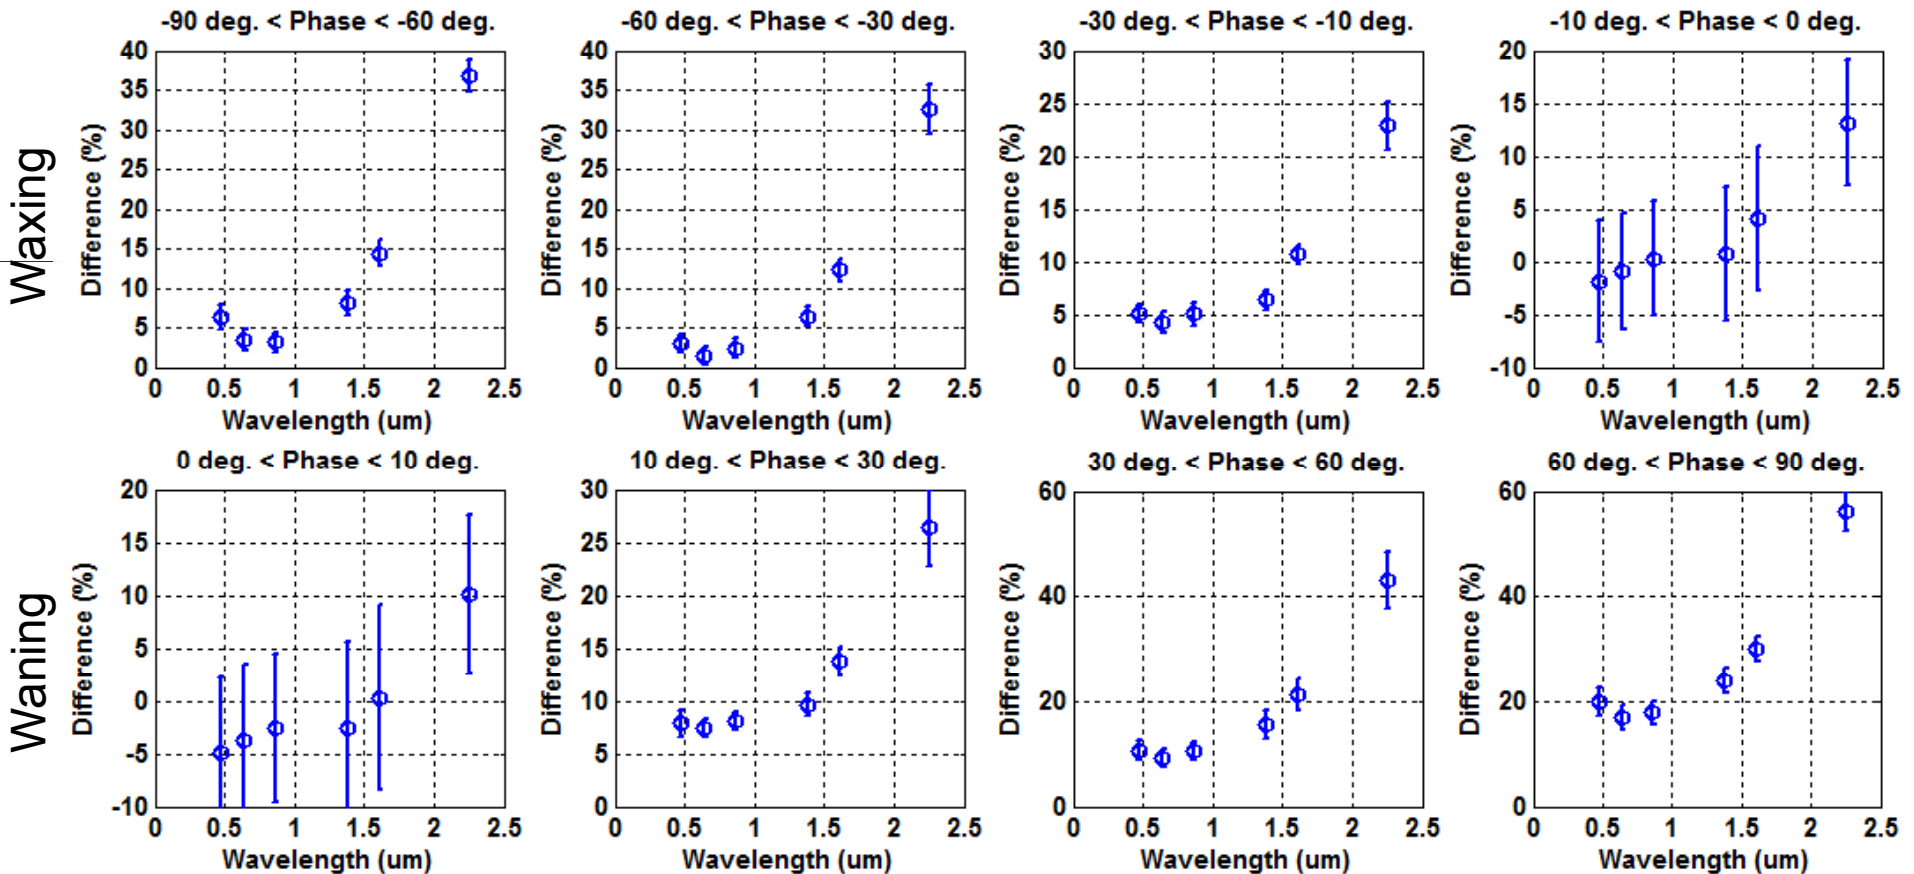 Waxing
-90 deg. < Phase < -60 deg.
40
35
30
25
20
15
10
5
0
Difference (%)
0 0.5 1 1.5 2 2.5
Wavelength (um)
-60 deg. < Phase < -30 deg.
40
35
30
25
20
15
10
5
0
Difference (%)
0 0.5 1 1.5 2 2.5
Wavelength (um)
-30 deg. < Phase < -10 deg.
30
25
20
15
10
5
0
Difference (%)
0 0.5 1 1.5 2 2.5
Wavelength (um)
-10 deg. < Phase < 0 deg.
20
15
10
5
0
-5
-10
Difference (%)
0 0.5 1 1.5 2 2.5
Wavelength (um)
Waning
0 deg. < Phase < 10 deg.
20
15
10
5
0
-5
-10
Difference (%)
0 0.5 1 1.5 2 2.5
Wavelength (um)
10 deg. < Phase < 30 deg.
30
25
20
15
10
5
0
Difference (%)
0 0.5 1 1.5 2 2.5
Wavelength (um)
30 deg. < Phase < 60 deg.
60
40
20
0
Difference (%)
0 0.5 1 1.5 2 2.5
Wavelength (um)
60 deg. < Phase < 90 deg.
60
40
20
0
Difference (%)
0 0.5 1 1.5 2 2.5
Wavelength (um)